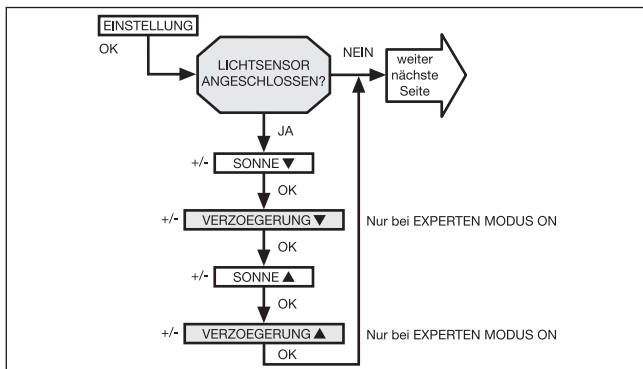 EINSTELLUNG
OK
LICHTSENSOR
ANGESCHLOSSEN?
NEIN
weiter
nächste
Seite
JA
+/- SONNE ▼
OK
+/- VERZOEGERUNG ▼ Nur bei EXPERTEN MODUS ON
OK
+/- SONNE ▲
OK
+/- VERZOEGERUNG ▲ Nur bei EXPERTEN MODUS ON
OK